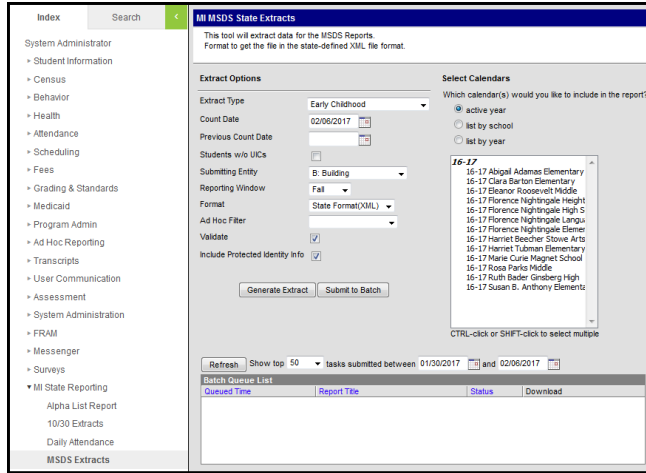 Index
Search
System Administrator
Student Information
Census
Behavior
Health
Attendance
Scheduling
Fees
Grading & Standards
Medicaid
Program Admin
Ad Hoc Reporting
Transcripts
User Communication
Assessment
System Administration
FRAM
Messenger
Surveys
MI State Reporting
Alpha List Report
10/30 Extracts
Daily Attendance
MSDS Extracts
MI MSDS State Extracts
This tool will extract data for the MSDS Reports.
Format to get the file in the state-defined XML file format.
Extract Options
Extract Type Early Childhood
Count Date 02/06/2017
Previous Count Date
Students w/o UICs
Submitting Entity B: Building
Reporting Window Fall
Format State Format(XML)
Ad Hoc Filter
Validate
Include Protected Identity Info
Generate Extract Submit to Batch
Select Calendars
Which calendar(s) would you like to include in the report?
active year
list by school
list by year
16-17
16-17 Abigail Adamas Elementary
16-17 Clara Barton Elementary
16-17 Eleanor Roosevelt Middle
16-17 Florence Nightingale Height
16-17 Florence Nightingale High S
16-17 Florence Nightingale Langu
16-17 Florence Nightingale Elemer
16-17 Harriet Beecher Stowe Arts
16-17 Harriet Tubman Elementary
16-17 Marie Curie Magnet School
16-17 Rosa Parks Middle
16-17 Ruth Bader Ginsberg High
16-17 Susan B. Anthony Elementa
CTRL-click or SHIFT-click to select multiple
Refresh Show top 50 tasks submitted between 01/30/2017 and 02/06/2017
Batch Queue List
Queued Time Report Title Status Download